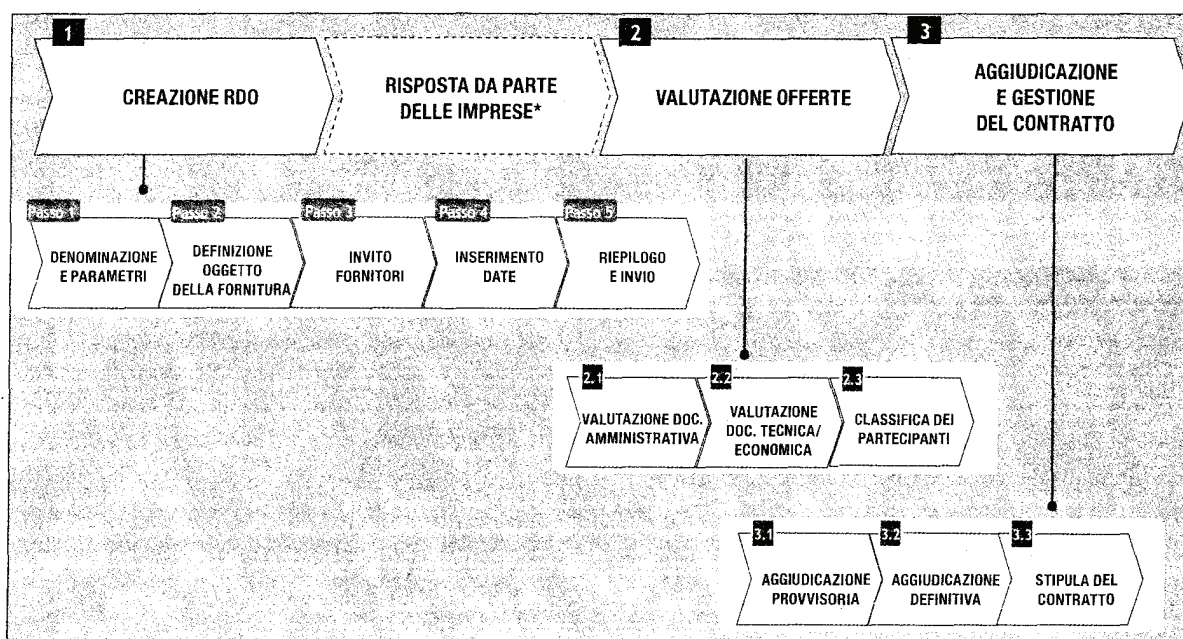 1
CREAZIONE RDO
RISPOSTA DA PARTE
DELLE IMPRESE*
2
VALUTAZIONE OFFERTE
3
AGGIUDICAZIONE
E GESTIONE
DEL CONTRATTO
Passo 1
DENOMINAZIONE
E PARAMETRI
Passo 2
DEFINIZIONE
OGGETTO
DELLA FORNITURA
Passo 3
INVITO
FORNITORI
Passo 4
INSERIMENTO
DATE
Passo 5
RIEPILOGO
E INVIO
2.1
VALUTAZIONE DOC.
AMMINISTRATIVA
2.2
VALUTAZIONE
DOC. TECNICA/
ECONOMICA
2.3
CLASSIFICA DEI
PARTECIPANTI
3.1
AGGIUDICAZIONE
PROVVISORIA
3.2
AGGIUDICAZIONE
DEFINITIVA
3.3
STIPULA DEL
CONTRATTO